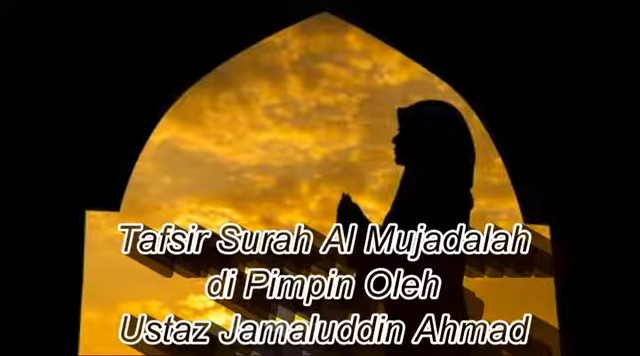 Tafsir Surah Al Mujadalah
di Pimpin Oleh
Ustaz Jamaluddin Ahmad